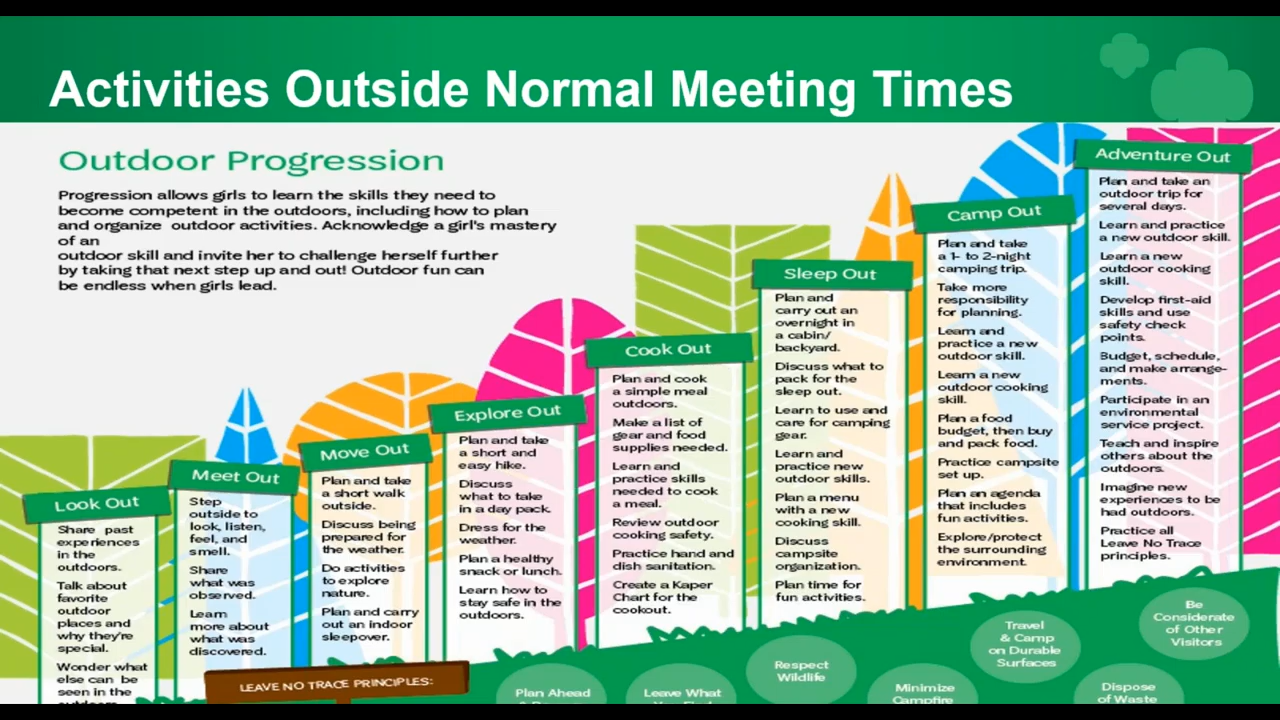 Activities Outside Normal Meeting Times
Outdoor Progression
Progression allows girls to learn the skills they need to
become competent in the outdoors, including how to plan
and organize outdoor activities. Acknowledge a girl's mastery
of an
outdoor skill and invite her to challenge herself further
by taking that next step up and out! Outdoor fun can
be endless when girls lead.
Look Out
Share past
experiences
in the
outdoors.
Talk about
favorite
outdoor
places and
why they're
special.
Wonder what
else can be
seen in the
Meet Out
Step
outside to
look, listen,
feel, and
smell.
Share
what was
observed.
Learn
more about
what was
discovered.
Move Out
Plan and take
a short walk
outside.
Discuss being
prepared for
the weather.
Do activities
to explore
nature.
Plan and carry
out an indoor
sleepover.
Explore Out
Plan and take
a short and
easy hike.
Discuss
what to take
in a day pack.
Dress for the
weather.
Plan a healthy
snack or lunch.
Learn how to
stay safe in the
outdoors.
Cook Out
Plan and cook
a simple meal
outdoors.
Make a list of
gear and food
supplies needed.
Learn and
practice skills
needed to cook
a meal.
Review outdoor
cooking safety.
Practice hand and
dish sanitation.
Create a Kaper
Chart for the
cookout.
Sleep Out
Plan and
carry out an
overnight in
a cabin/
backyard.
Discuss what to
pack for the
sleep out.
Learn to use and
care for camping
gear.
Learn and
practice new
outdoor skills.
Plan a menu
with a new
cooking skill.
Discuss
campsite
organization.
Plan time for
fun activities.
Camp Out
Plan and take
a 1- to 2-night
camping trip.
Take more
responsibility
for planning.
Learn and
practice a new
outdoor skill.
Learn a new
outdoor cooking
skill.
Plan a food
budget, then buy
and pack food.
Practice campsite
set up.
Plan an agenda
that includes
fun activities.
Explore/protect
the surrounding
environment.
Adventure Out
Plan and take an
outdoor trip for
several days.
Learn and practice
a new outdoor skill.
Learn a new
outdoor cooking
skill.
Develop first-aid
skills and use
safety check
points.
Budget, schedule,
and make arrange-
ments.
Participate in an
environmental
service project.
Teach and inspire
others about the
outdoors.
Imagine new
experiences to be
had outdoors.
Practice all
Leave No Trace
principles.
LEAVE NO TRACE PRINCIPLES:
Plan Ahead
Leave What
Respect
Wildlife
Minimize
Campfire
Travel
& Camp
on Durable
Surfaces
Dispose
of Waste
Be
Considerate
of Other
Visitors